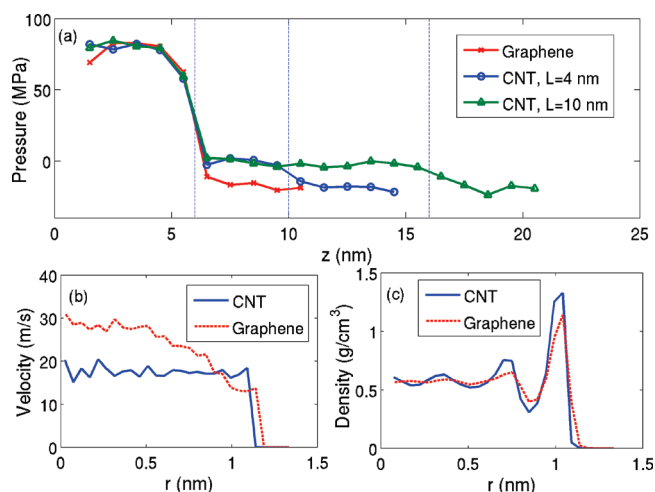 (a)
Pressure (MPa)
100
50
0
Graphene
CNT, L=4 nm
CNT, L=10 nm
0 5 10 15 20 25
z (nm)
(b)
Velocity (m/s)
40
30
20
10
0
CNT
Graphene
0 0.5 1 1.5
r (nm)
(c)
Density (g/cm³)
1.5
1.0
0.5
0
CNT
Graphene
0 0.5 1 1.5
r (nm)